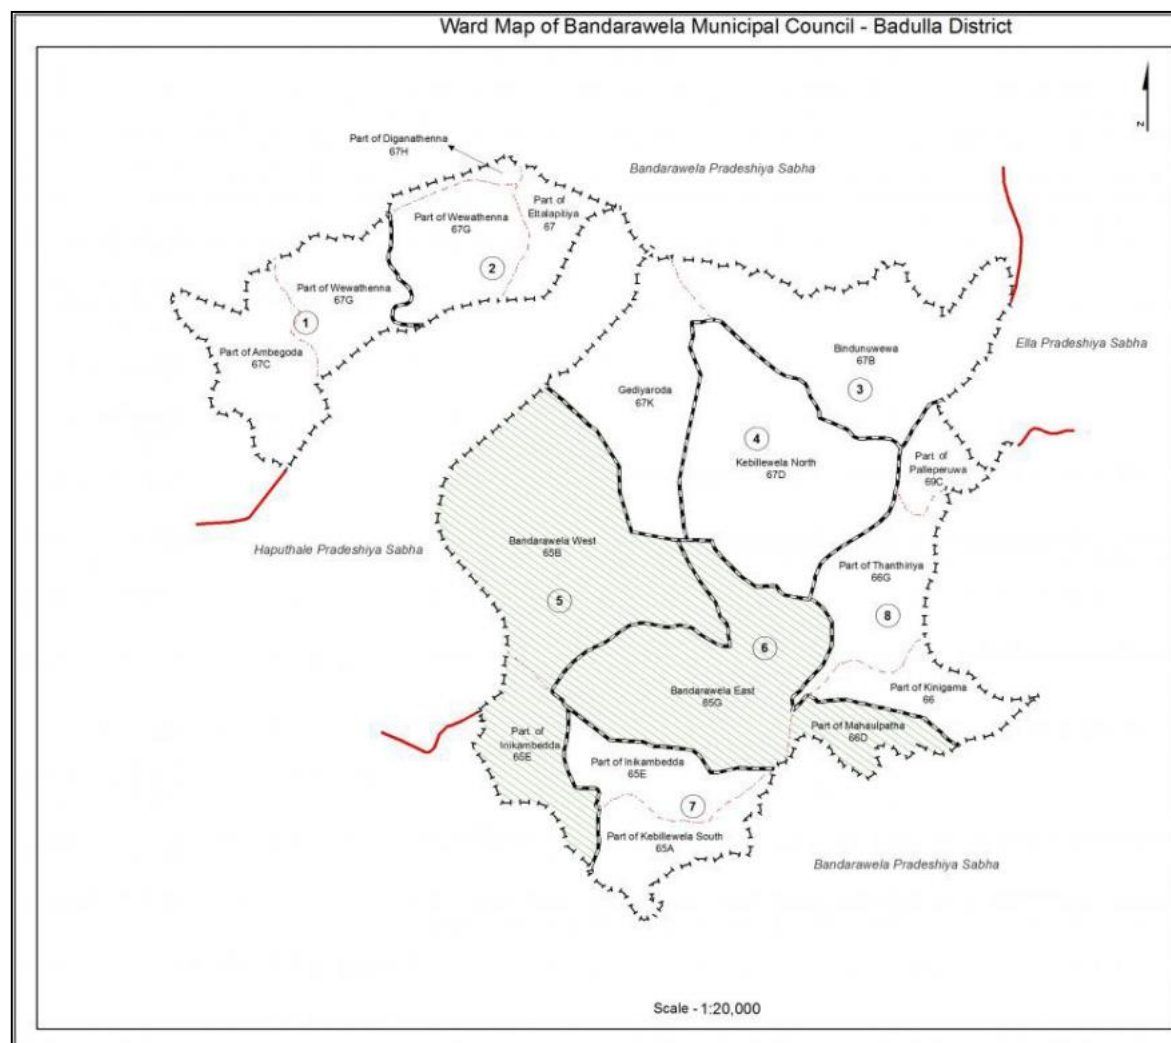 Ward Map of Bandarawela Municipal Council - Badulla District
N
Part of Diganathenna
67H
Bandarawela Pradeshiya Sabha
Part of
Ettalapitiya
67
Part of Wewathenna
67G
2
Part of Wewathenna
67G
1
Part of Ambegoda
67C
Ella Pradeshiya Sabha
Bindunuwewa
67B
3
Gediyaroda
67K
4
Kebillewela North
67D
Part of
Palleperuwa
69C
Haputhale Pradeshiya Sabha
Bandarawela West
65B
5
Part of Thanthiriya
66G
8
6
Bandarawela East
65G
Part of Kinigama
66
Part of Mahaulpatha
66D
Part of
Inikambedda
65E
Part of Inikambedda
65E
7
Part of Kebillewela South
65A
Bandarawela Pradeshiya Sabha
Scale - 1:20,000